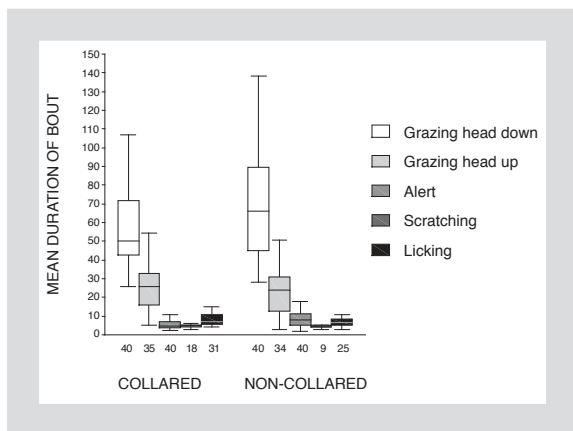 MEAN DURATION OF BOUT
150
140
130
120
110
100
90
80
70
60
50
40
30
20
10
0
40 35 40 18 31 40 34 40 9 25
COLLARED NON-COLLARED
Grazing head down
Grazing head up
Alert
Scratching
Licking